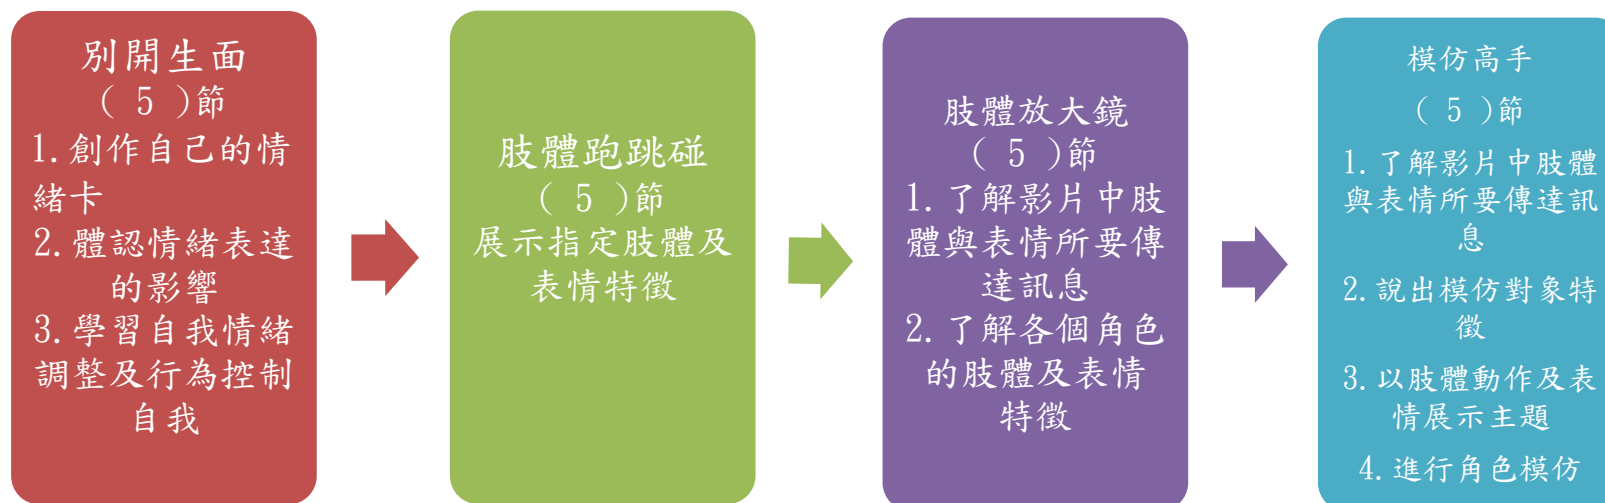 別開生面
( 5 )節
1.創作自己的情
緒卡
2.體認情緒表達
的影響
3.學習自我情緒
調整及行為控制
自我
肢體跑跳碰
( 5 )節
展示指定肢體及
表情特徵
肢體放大鏡
( 5 )節
1.了解影片中肢
體與表情所要傳
達訊息
2.了解各個角色
的肢體及表情
特徵
模仿高手
( 5 )節
1.了解影片中肢體
與表情所要傳達訊
息
2.說出模仿對象特
徵
3.以肢體動作及表
情展示主題
4.進行角色模仿